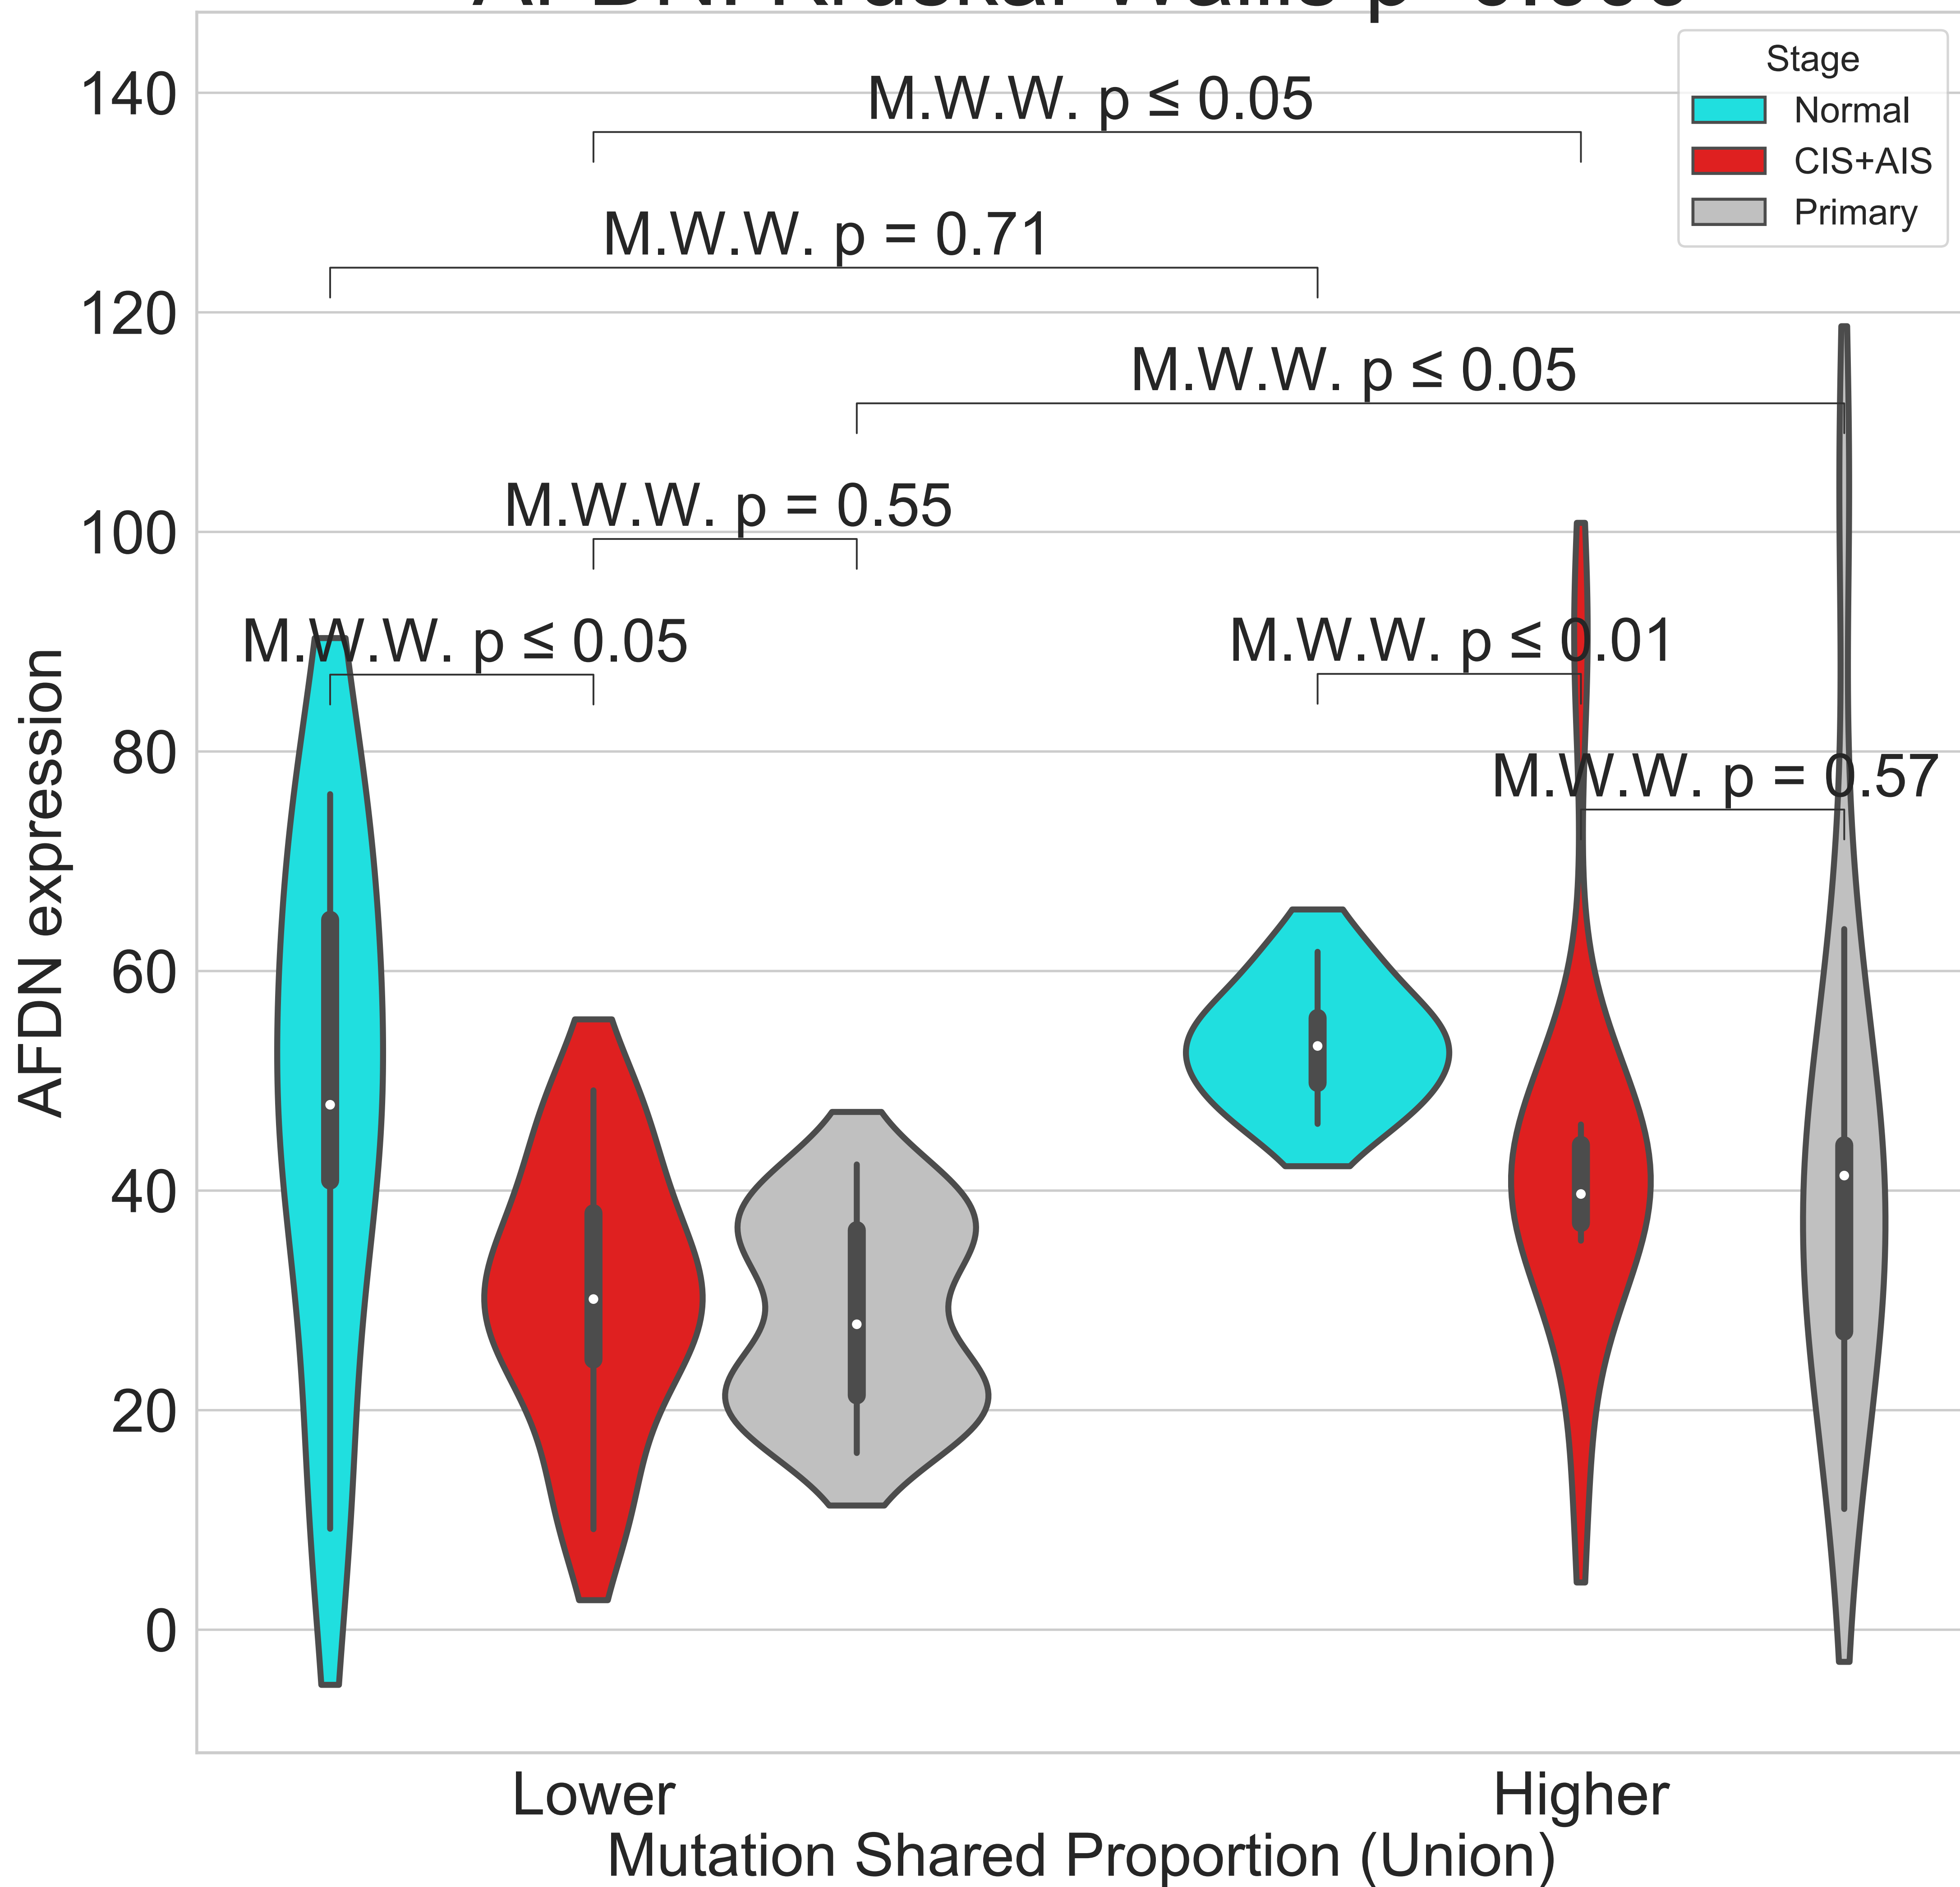 Stage
Normal
CIS+AIS
Primary
140
120
100
80
60
40
20
0
AFDN expression
M.W.W. p ≤ 0.05
M.W.W. p = 0.71
M.W.W. p ≤ 0.05
M.W.W. p = 0.55
M.W.W. p ≤ 0.05
M.W.W. p ≤ 0.01
M.W.W. p = 0.57
Lower
Higher
Mutation Shared Proportion (Union)